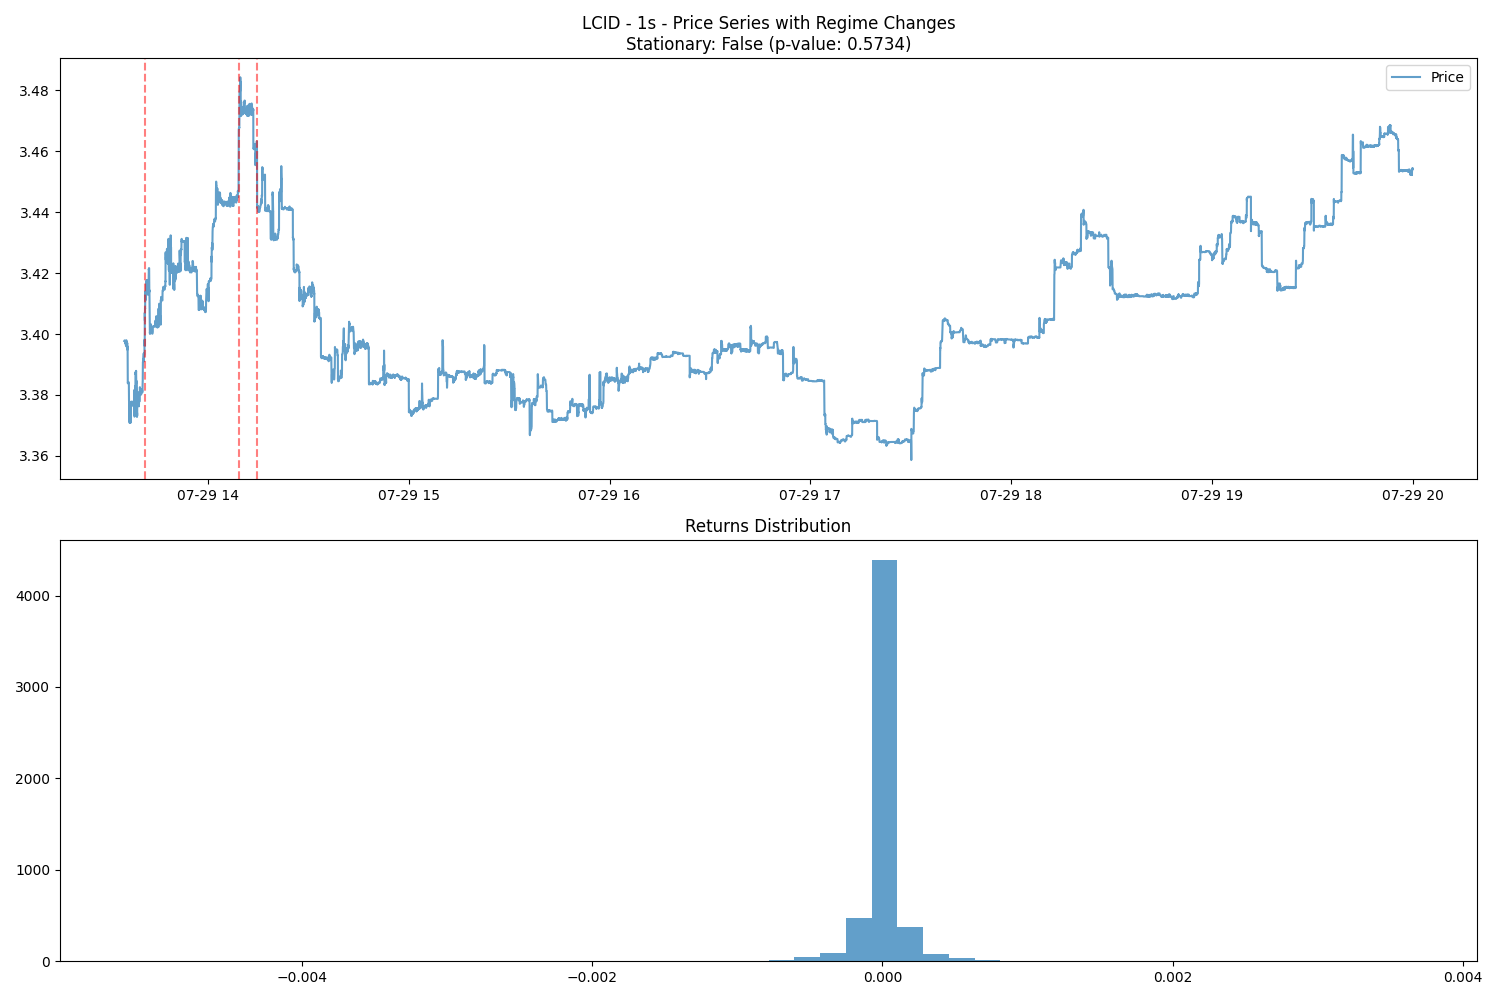 LCID - 1s - Price Series with Regime Changes
Stationary: False (p-value: 0.5734)
Price
3.48
3.46
3.44
3.42
3.40
3.38
3.36
07-29 14 07-29 15 07-29 16 07-29 17 07-29 18 07-29 19 07-29 20
Returns Distribution
4000
3000
2000
1000
0
−0.004 −0.002 0.000 0.002 0.004